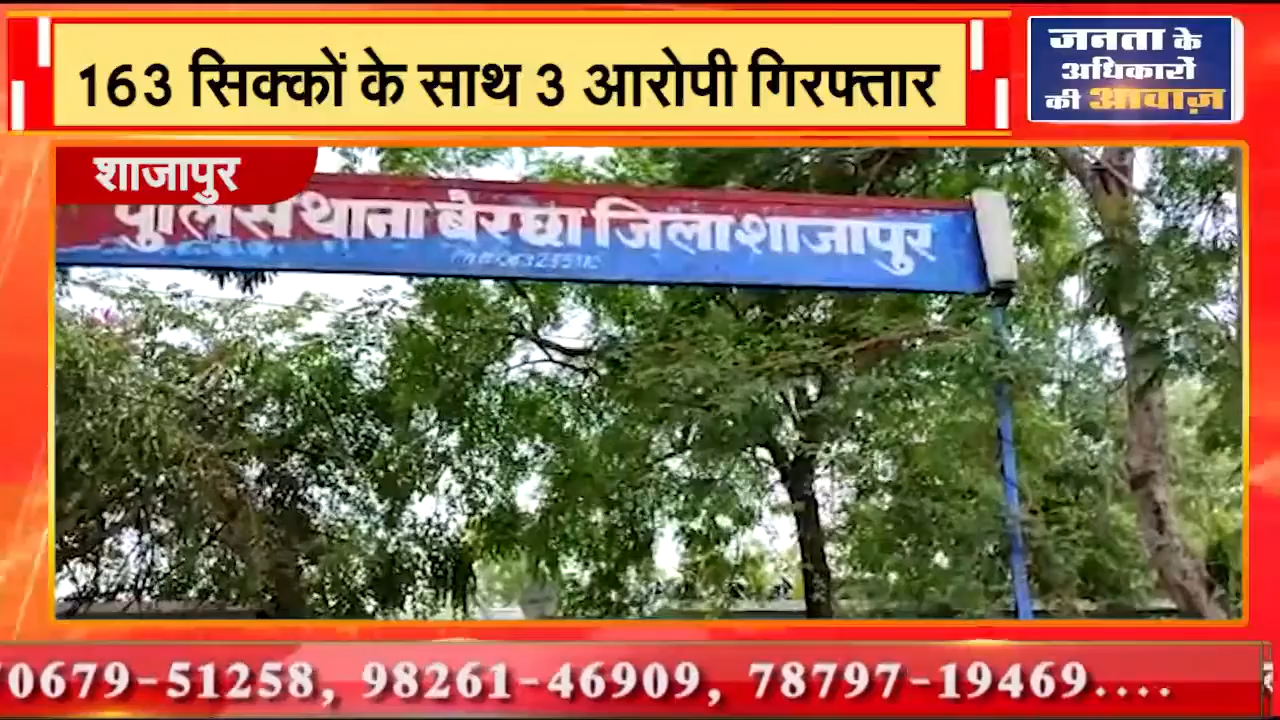 163 सिक्कों के साथ 3 आरोपी गिरफ्तार
जनता के
अधिकारों
की आवाज़
शाजापुर
पुलिस थाना बेरछा जिला शाजापुर
70679-51258, 98261-46909, 78797-19469....